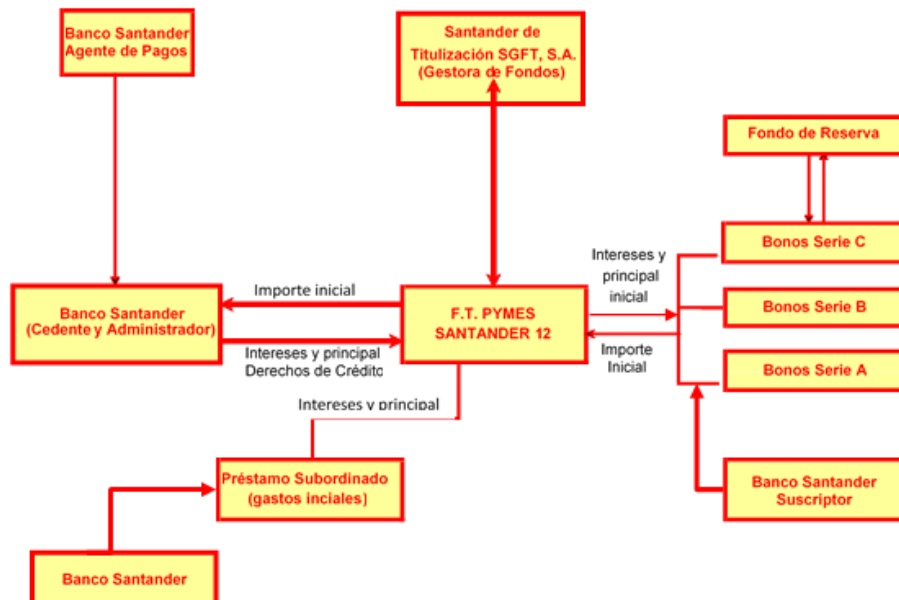 Banco Santander
Agente de Pagos
Santander de
Titulización SGFT, S.A.
(Gestora de Fondos)
Fondo de Reserva
Bonos Serie C
Intereses y
principal
inicial
Importe inicial
Banco Santander
(Cedente y Administrador)
F.T. PYMES
SANTANDER 12
Bonos Serie B
Intereses y principal
Derechos de Crédito
Importe
Inicial
Bonos Serie A
Intereses y principal
Préstamo Subordinado
(gastos inciales)
Banco Santander
Suscriptor
Banco Santander